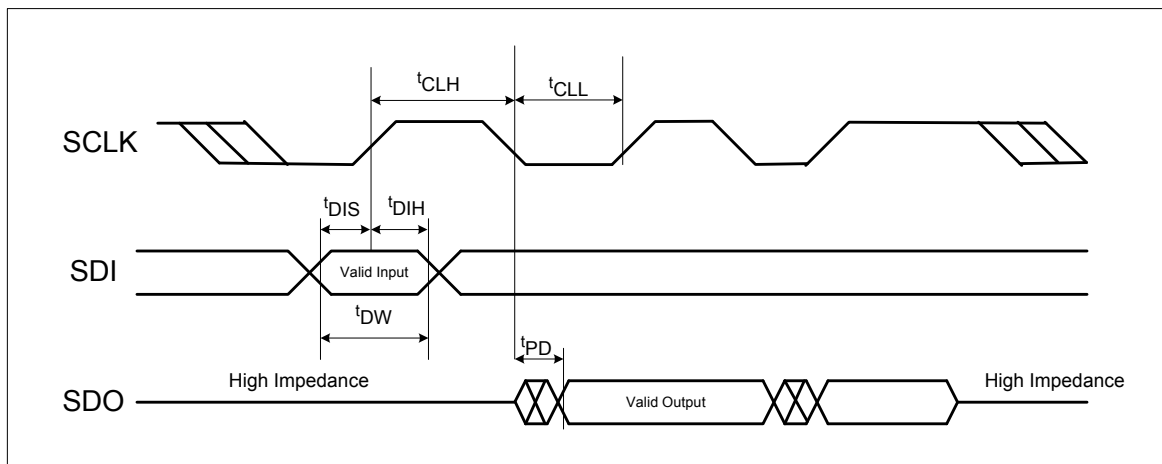 tCLH
tCLL
SCLK
tDIS
tDIH
SDI
Valid Input
tDW
tPD
High Impedance
High Impedance
SDO
Valid Output